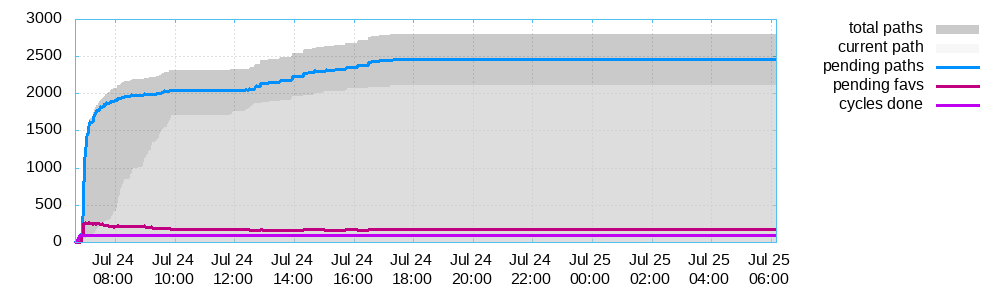 3000
2500
2000
1500
1000
500
0
Jul 24 Jul 24 Jul 24 Jul 24 Jul 24 Jul 24 Jul 24 Jul 24 Jul 25 Jul 25 Jul 25 Jul 25
08:00 10:00 12:00 14:00 16:00 18:00 20:00 22:00 00:00 02:00 04:00 06:00
total paths
current path
pending paths
pending favs
cycles done